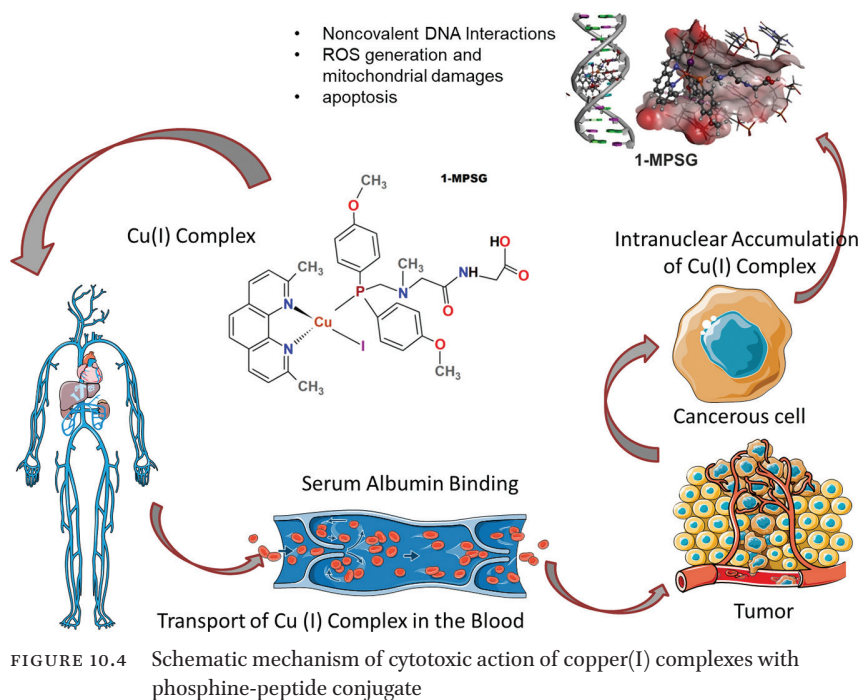 • Noncovalent DNA Interactions
• ROS generation and
mitochondrial damages
• apoptosis
1-MPSG
1-MPSG
Cu(I) Complex
CH₃
O
HO
O
CH₃
H₃C
N
NH
O
P
N
Cu
I
N
CH₃
O
CH₃
Intranuclear Accumulation
of Cu(I) Complex
Cancerous cell
Serum Albumin Binding
Transport of Cu (I) Complex in the Blood
Tumor
FIGURE 10.4 Schematic mechanism of cytotoxic action of copper(I) complexes with
phosphine-peptide conjugate